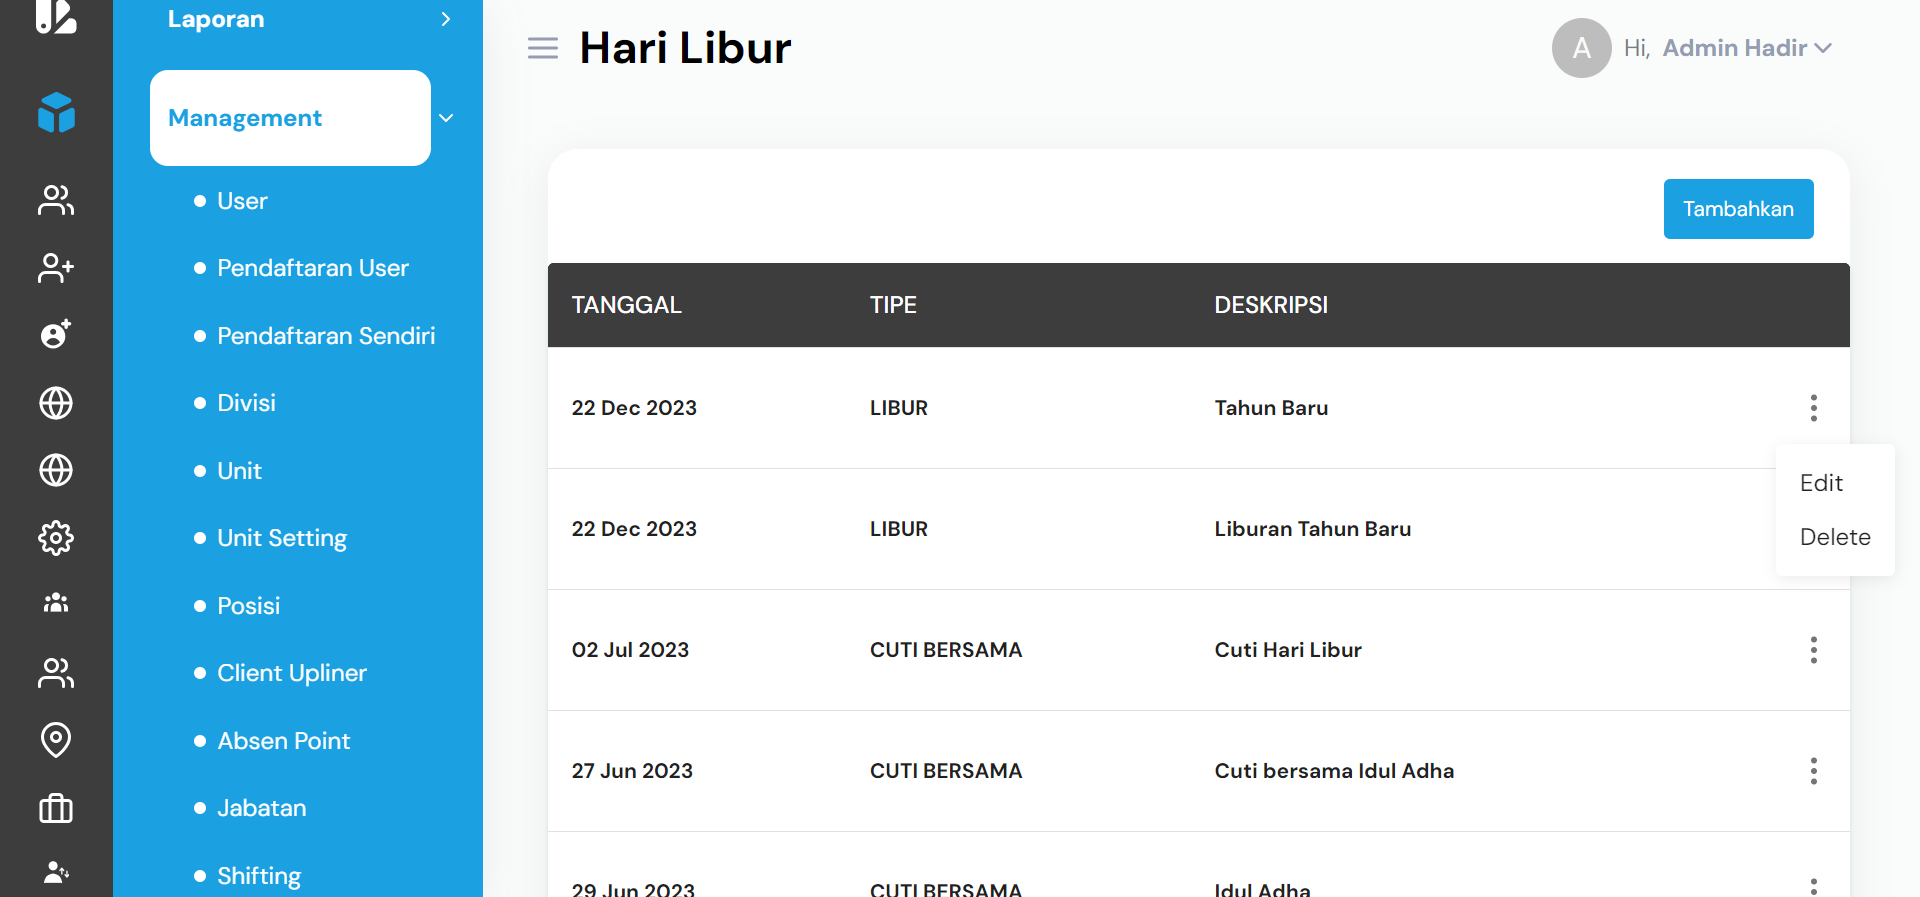 Laporan
Management
User
Pendaftaran User
Pendaftaran Sendiri
Divisi
Unit
Unit Setting
Posisi
Client Upliner
Absen Point
Jabatan
Shifting
Hari Libur
A Hi, Admin Hadir
Tambahkan
TANGGAL TIPE DESKRIPSI
22 Dec 2023 LIBUR Tahun Baru
Edit
Delete
22 Dec 2023 LIBUR Liburan Tahun Baru
02 Jul 2023 CUTI BERSAMA Cuti Hari Libur
27 Jun 2023 CUTI BERSAMA Cuti bersama Idul Adha
29 Jun 2023 CUTI BERSAMA Idul Adha